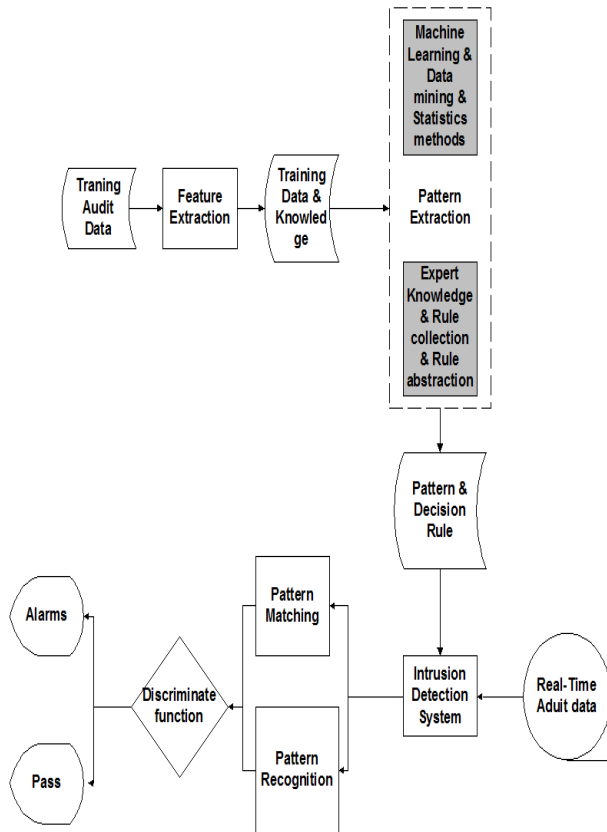 Machine
Learning &
Data
mining &
Statistics
methods
Traning
Audit
Data
Feature
Extraction
Training
Data &
Knowled
ge
Pattern
Extraction
Expert
Knowledge
& Rule
collection
& Rule
abstraction
Pattern &
Decision
Rule
Alarms
Pattern
Matching
Discriminate
function
Intrusion
Detection
System
Real-Time
Aduit data
Pass
Pattern
Recognition